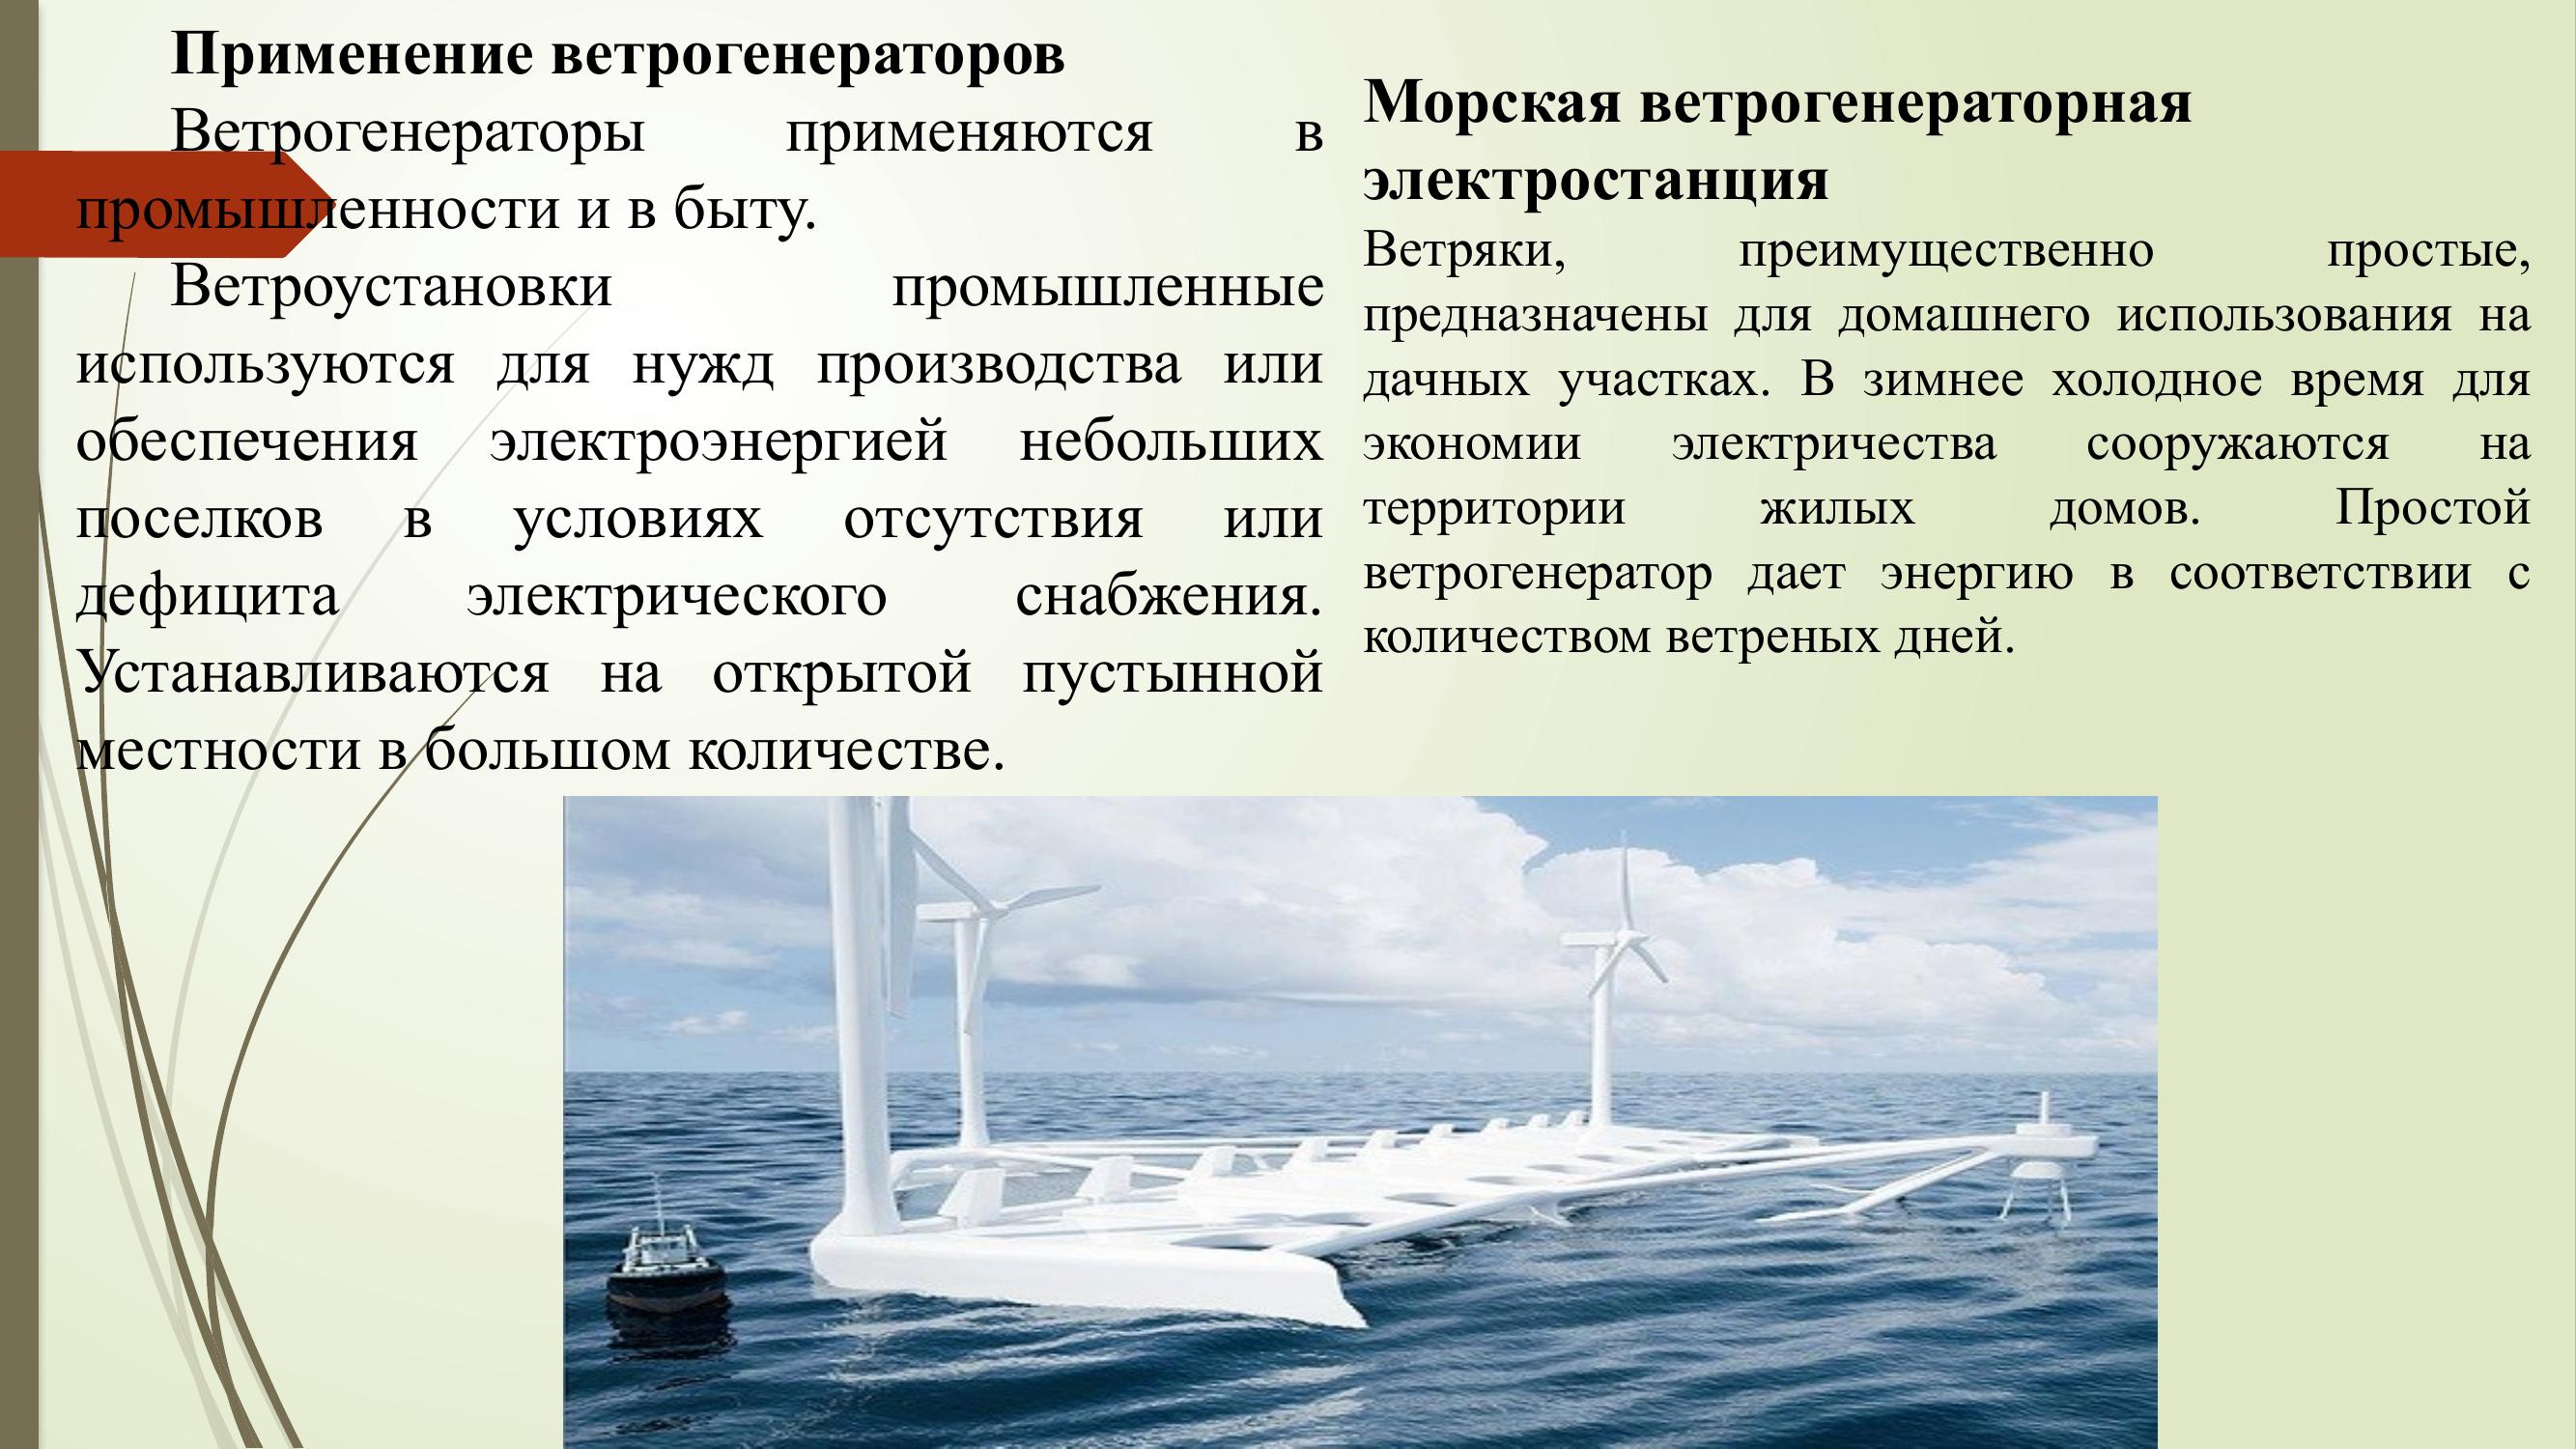 Применение ветрогенераторов
Ветрогенераторы применяются в
промышленности и в быту.
Ветроустановки промышленные
используются для нужд производства или
обеспечения электроэнергией небольших
поселков в условиях отсутствия или
дефицита электрического снабжения.
Устанавливаются на открытой пустынной
местности в большом количестве.
Морская ветрогенераторная
электростанция
Ветряки, преимущественно простые,
предназначены для домашнего использования на
дачных участках. В зимнее холодное время для
экономии электричества сооружаются на
территории жилых домов. Простой
ветрогенератор дает энергию в соответствии с
количеством ветреных дней.